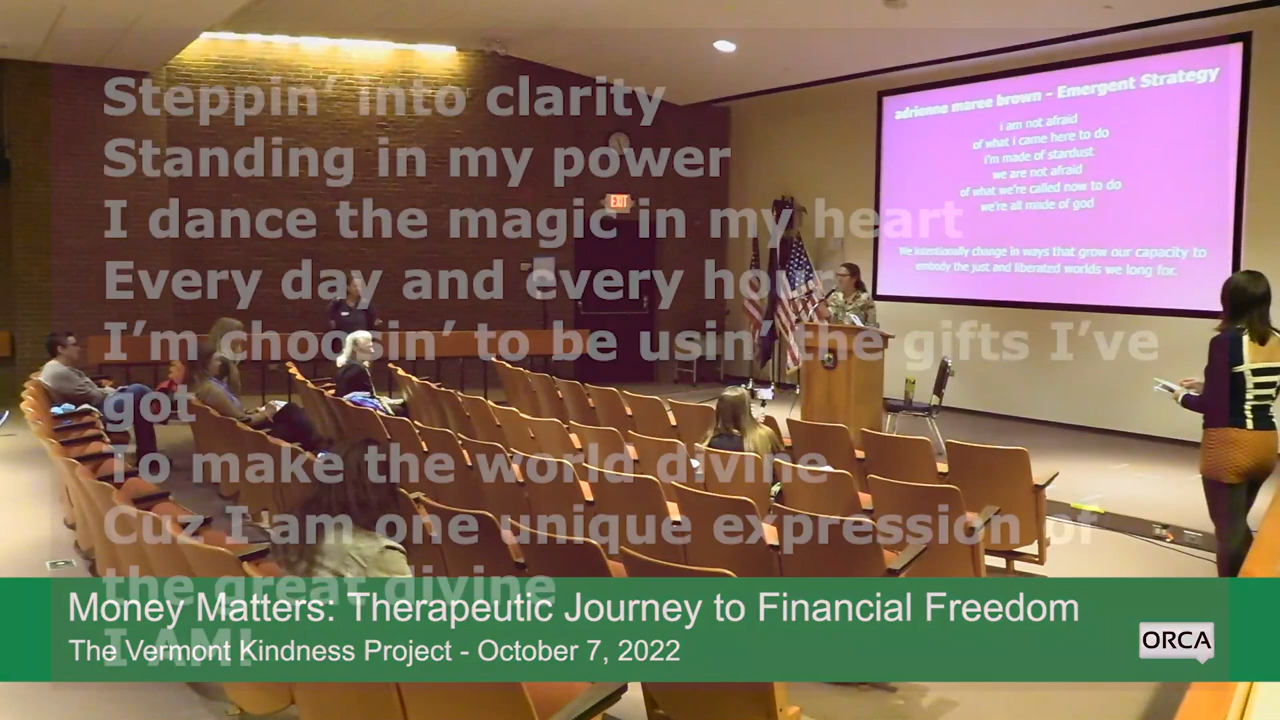 Steppin' into clarity
Standing in my power
I dance the magic in my heart
Every day and every hour
I'm choosin' to be usin' the gifts I've
got
To make the world divine
Cuz I am one unique expression of
the great divine
I AM!
adrienne maree brown - Emergent Strategy
i am not afraid
of what i came here to do
i'm made of stardust
we are not afraid
of what we're called now to do
we're all made of god
We intentionally change in ways that grow our capacity to
embody the just and liberated worlds we long for.
EXIT
Money Matters: Therapeutic Journey to Financial Freedom
The Vermont Kindness Project - October 7, 2022
ORCA